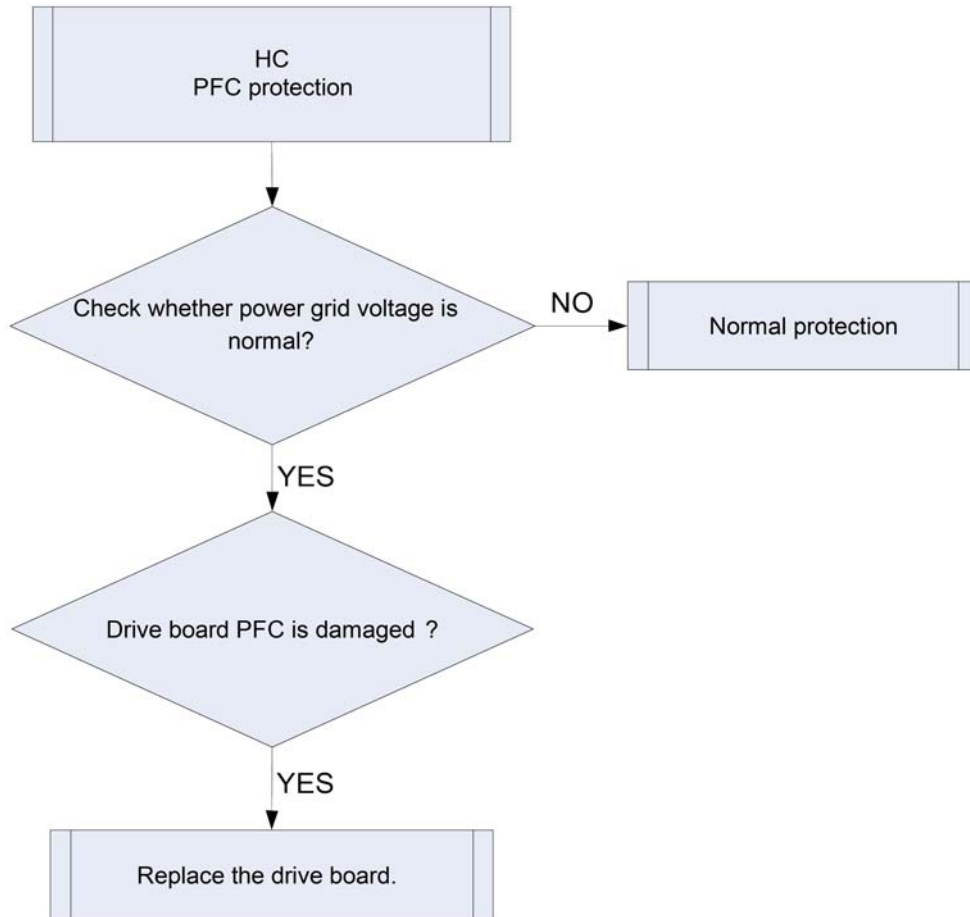 HC
PFC protection
Check whether power grid voltage is
normal?
NO
Normal protection
YES
Drive board PFC is damaged ?
YES
Replace the drive board.